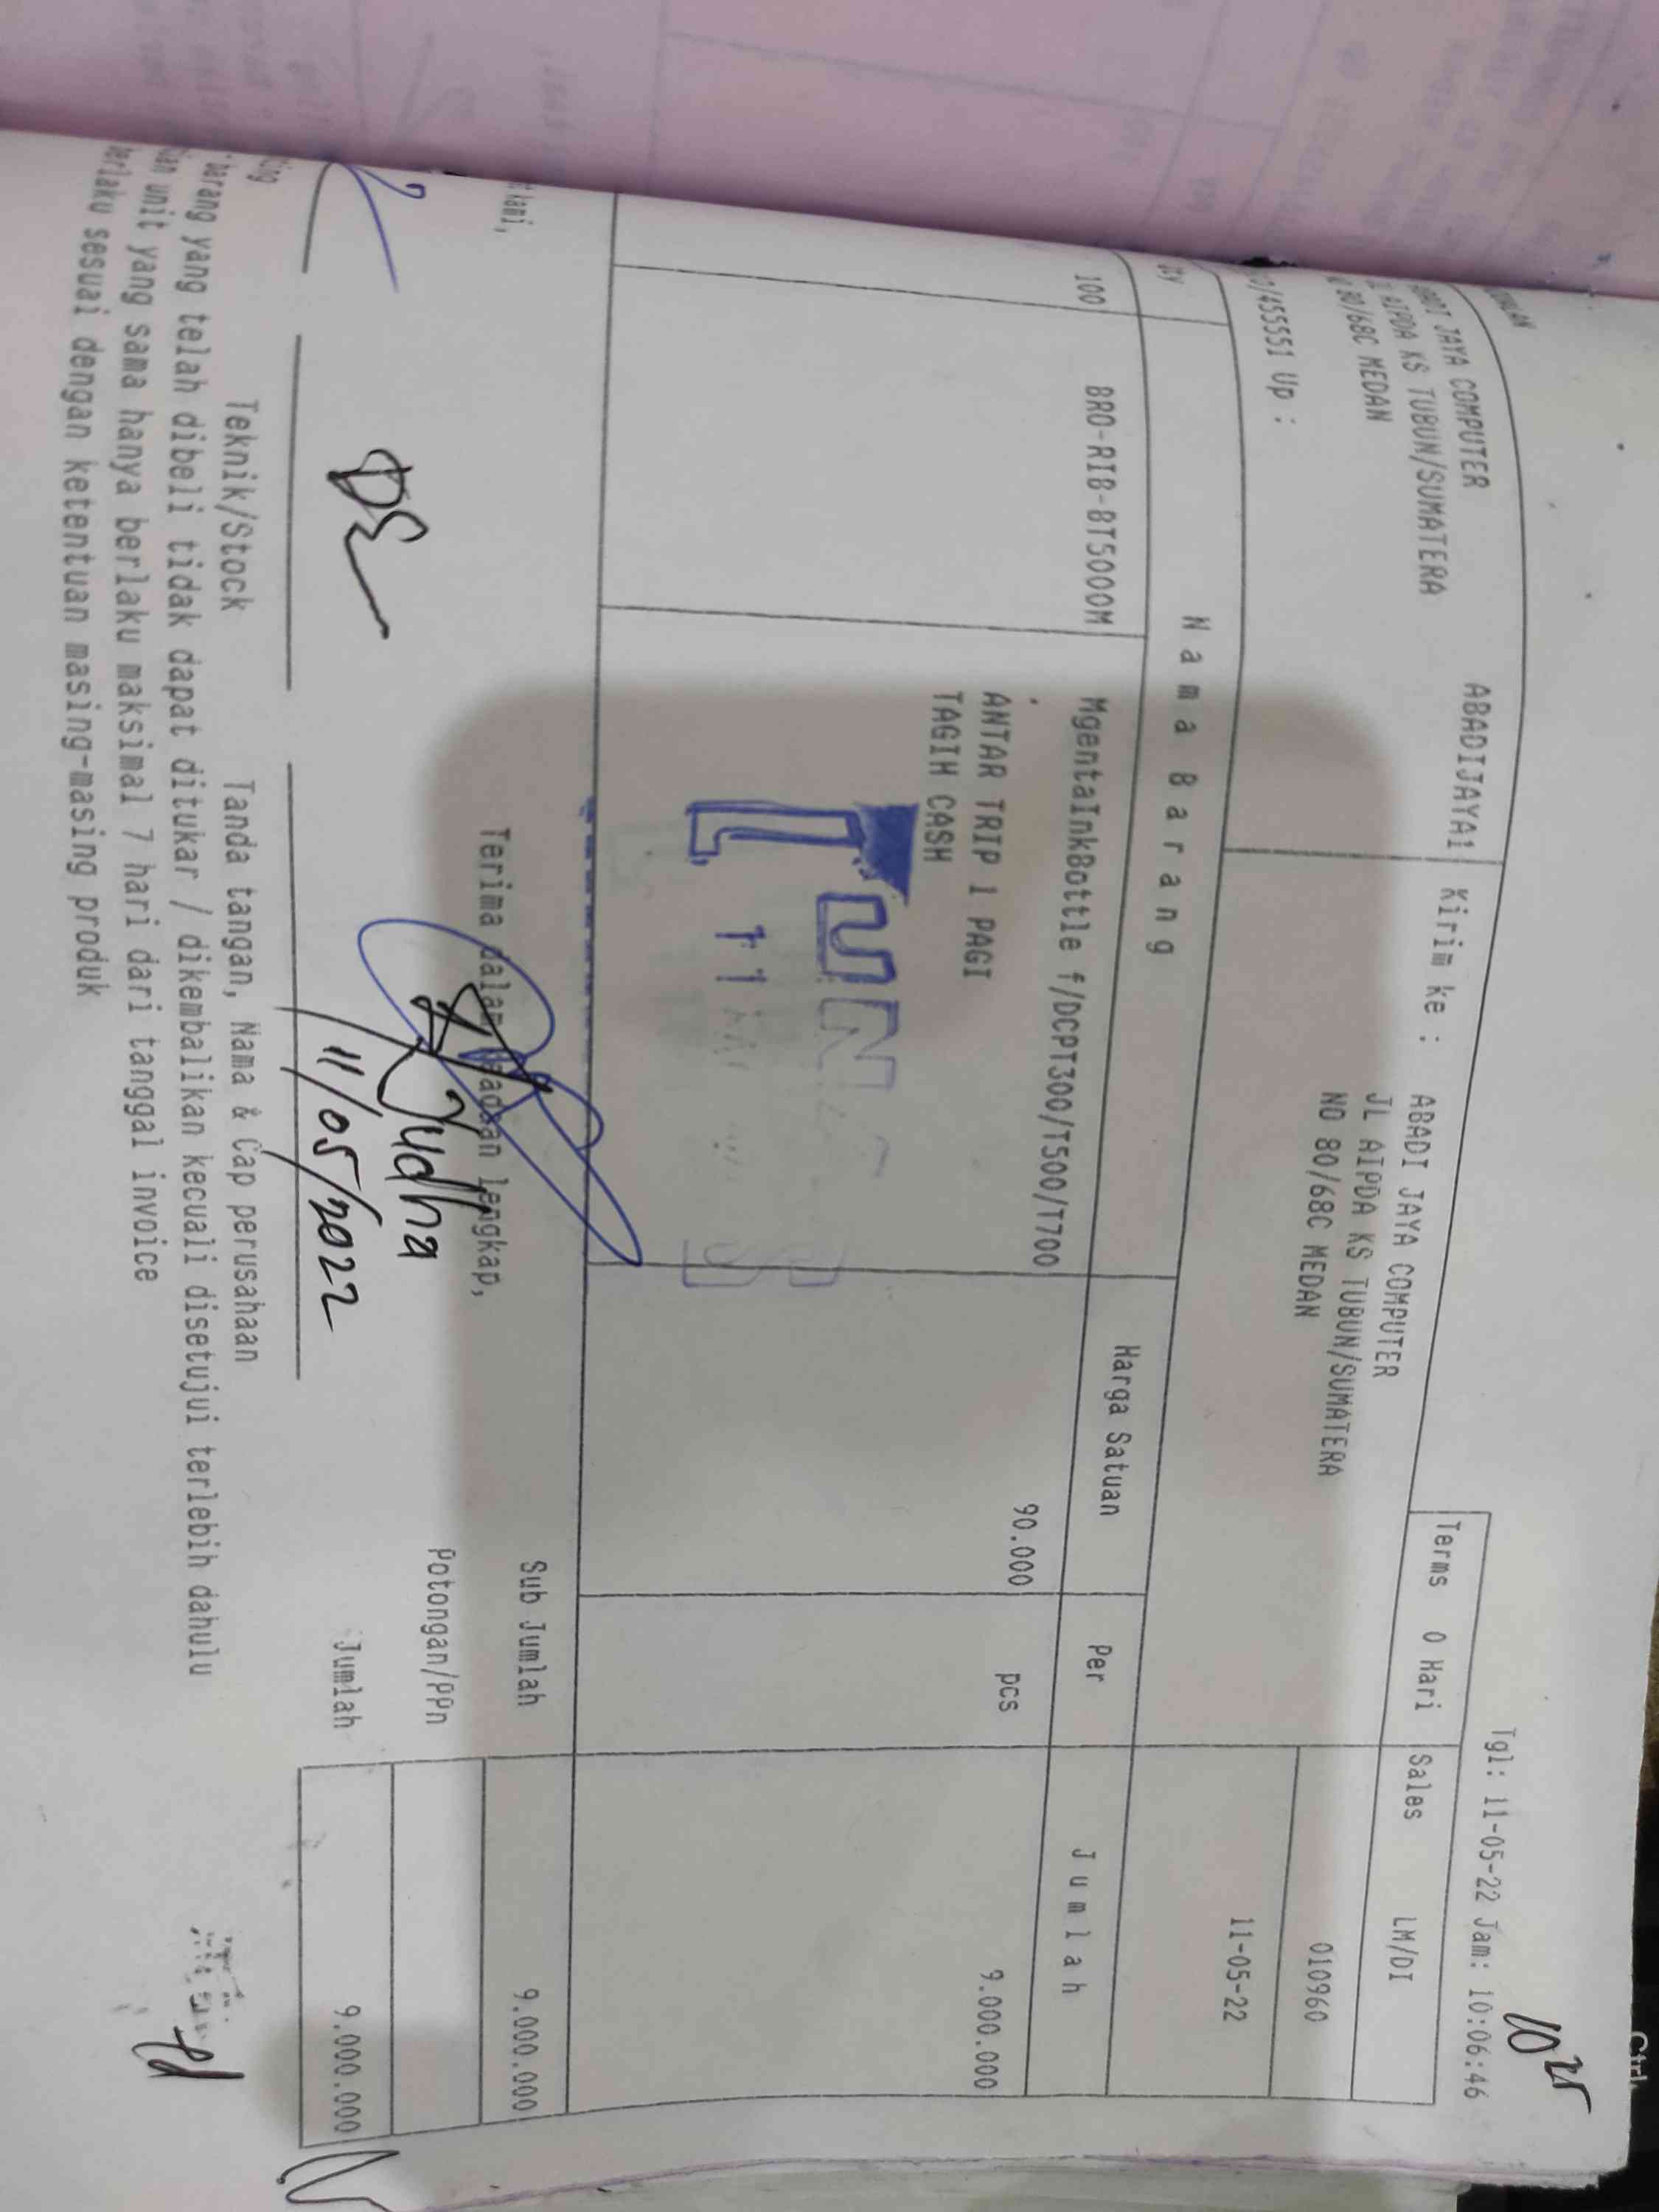 Tgl: 11-05-22 Jam: 10:06:46
ABADIJAYA1 Kirim ke : Terms 0 Hari Sales LM/DI
JAYA COMPUTER ABADI JAYA COMPUTER
AIPDA KS TUBUN/SUMATERA JL AIPDA KS TUBUN/SUMATERA 010960
80/68C MEDAN NO 80/68C MEDAN
/455551 Up : 11-05-22
Nama Barang Harga Satuan Per Jumlah
100 BRO-RIB-BT5000M MgentaInkBottle f/DCPT300/T500/T700 90.000 pcs 9.000.000
ANTAR TRIP 1 PAGI
TAGIH CASH
LUN
11
Terima dalam keadaan lengkap, Sub Jumlah 9.000.000
Potongan/PPn
Judha
11/05/2022
Jumlah 9.000.000
Teknik/Stock Tanda tangan, Nama & Cap perusahaan
barang yang telah dibeli tidak dapat ditukar / dikembalikan kecuali disetujui terlebih dahulu
unit yang sama hanya berlaku maksimal 7 hari dari tanggal invoice
berlaku sesuai dengan ketentuan masing-masing produk